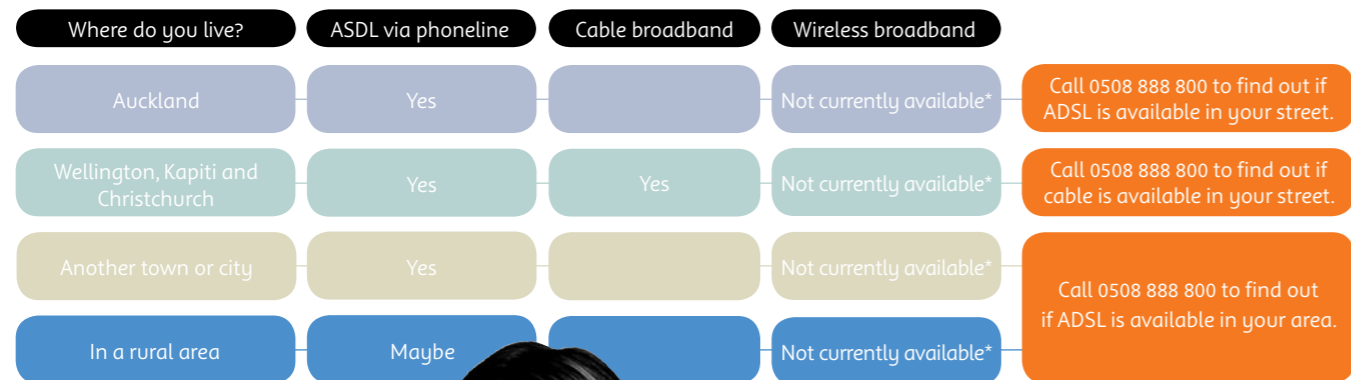 Where do you live? ASDL via phoneline Cable broadband Wireless broadband
Auckland Yes Not currently available* Call 0508 888 800 to find out if
ADSL is available in your street.
Wellington, Kapiti and
Christchurch Yes Yes Not currently available* Call 0508 888 800 to find out if
cable is available in your street.
Another town or city Yes Not currently available*
Call 0508 888 800 to find out
if ADSL is available in your area.
In a rural area Maybe Not currently available*